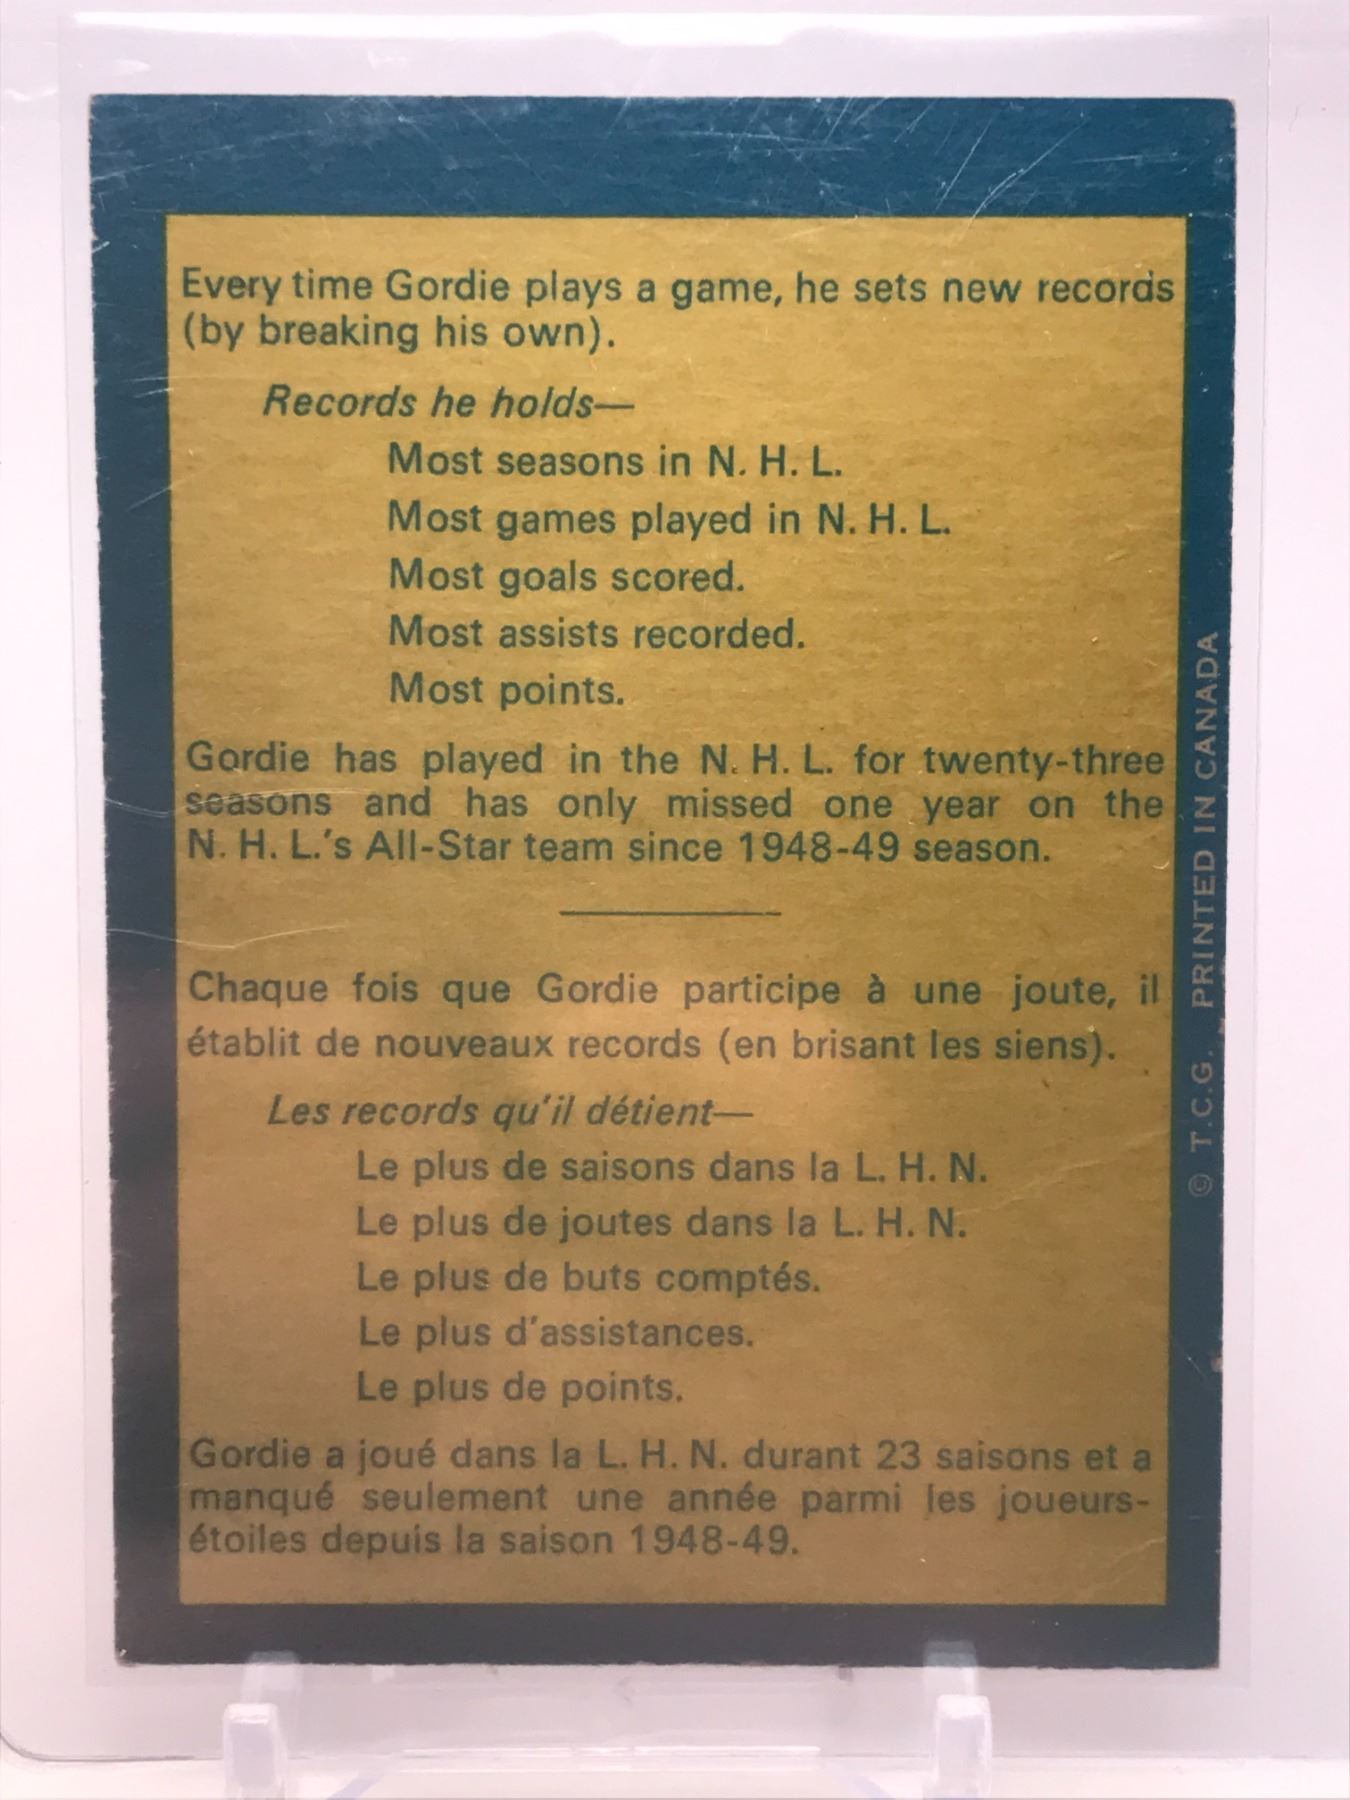 Every time Gordie plays a game, he sets new records
(by breaking his own).
Records he holds—
Most seasons in N. H. L.
Most games played in N. H. L.
Most goals scored.
Most assists recorded.
Most points.
Gordie has played in the N. H. L. for twenty-three
seasons and has only missed one year on the
N. H. L.'s All-Star team since 1948-49 season.
Chaque fois que Gordie participe à une joute, il
établit de nouveaux records (en brisant les siens).
Les records qu'il détient—
Le plus de saisons dans la L. H. N.
Le plus de joutes dans la L. H. N.
Le plus de buts comptés.
Le plus d'assistances.
Le plus de points.
Gordie a joué dans la L. H. N. durant 23 saisons et a
manqué seulement une année parmi les joueurs-
étoiles depuis la saison 1948-49.
© T.C.G. PRINTED IN CANADA